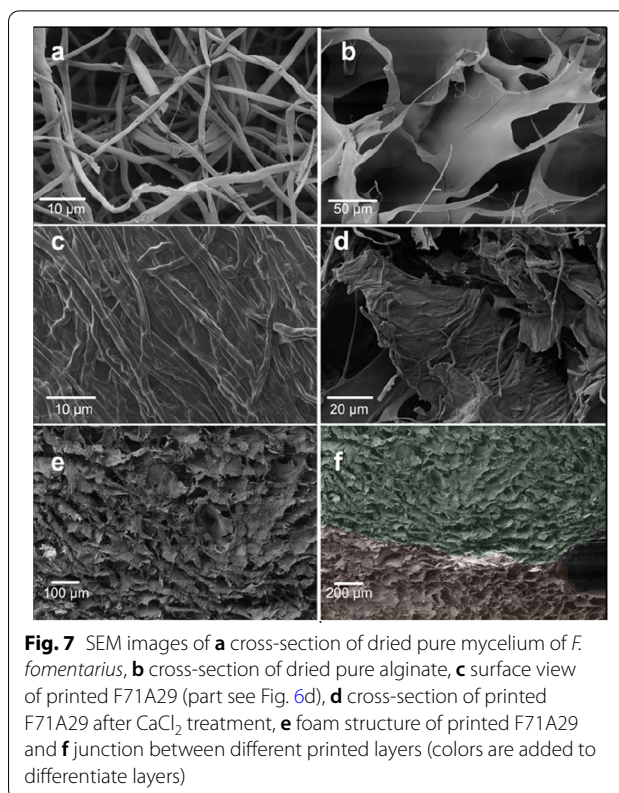 a
b
10 µm
50 µm
c
d
10 µm
20 µm
e
f
100 µm
200 µm
Fig. 7 SEM images of a cross-section of dried pure mycelium of F.
fomentarius, b cross-section of dried pure alginate, c surface view
of printed F71A29 (part see Fig. 6d), d cross-section of printed
F71A29 after CaCl₂ treatment, e foam structure of printed F71A29
and f junction between different printed layers (colors are added to
differentiate layers)